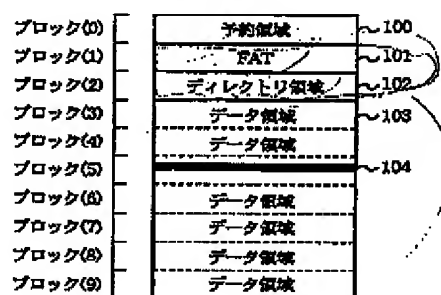 ブロック(0) 予約領域 100
ブロック(1) FAT 101
ブロック(2) ディレクトリ領域 102
ブロック(3) データ領域 103
ブロック(4) データ領域
ブロック(5) 104
ブロック(6) データ領域
ブロック(7) データ領域
ブロック(8) データ領域
ブロック(9) データ領域